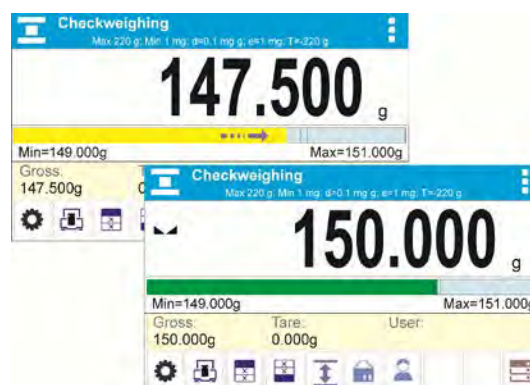 Checkweighing
Max 220 g; Min 1 mg; d=0.1 mg g; e=1 mg; T=-220 g
147.500 g
Min=149.000g Max=151.000g
Gross:
147.500g
Checkweighing
Max 220 g; Min 1 mg; d=0.1 mg g; e=1 mg; T=-220 g
150.000 g
Min=149.000g Max=151.000g
Gross: Tare: User:
150.000g 0.000g